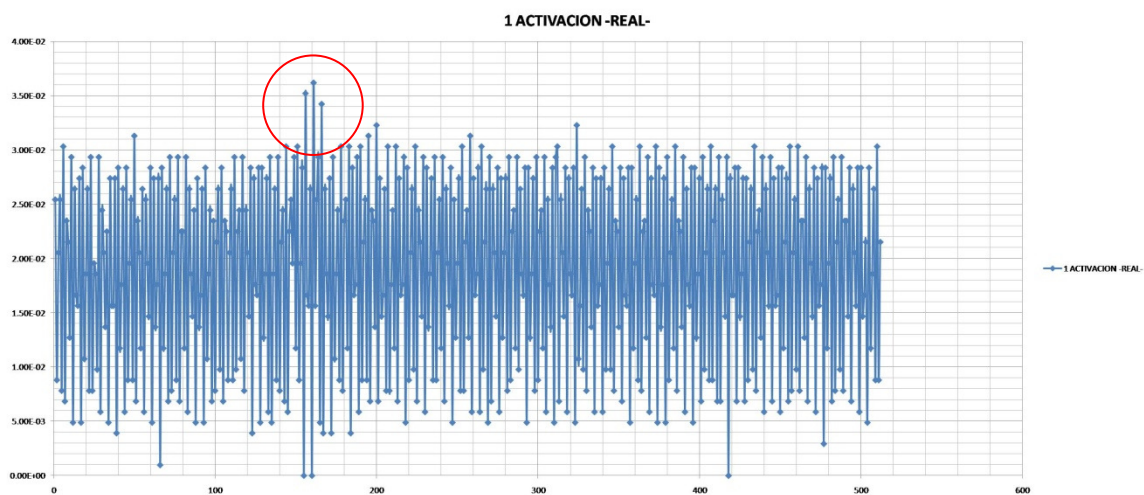 1 ACTIVACION -REAL-
4.00E-02
3.50E-02
3.00E-02
2.50E-02
2.00E-02
1.50E-02
1.00E-02
5.00E-03
0.00E+00
0 100 200 300 400 500 600
1 ACTIVACION -REAL-